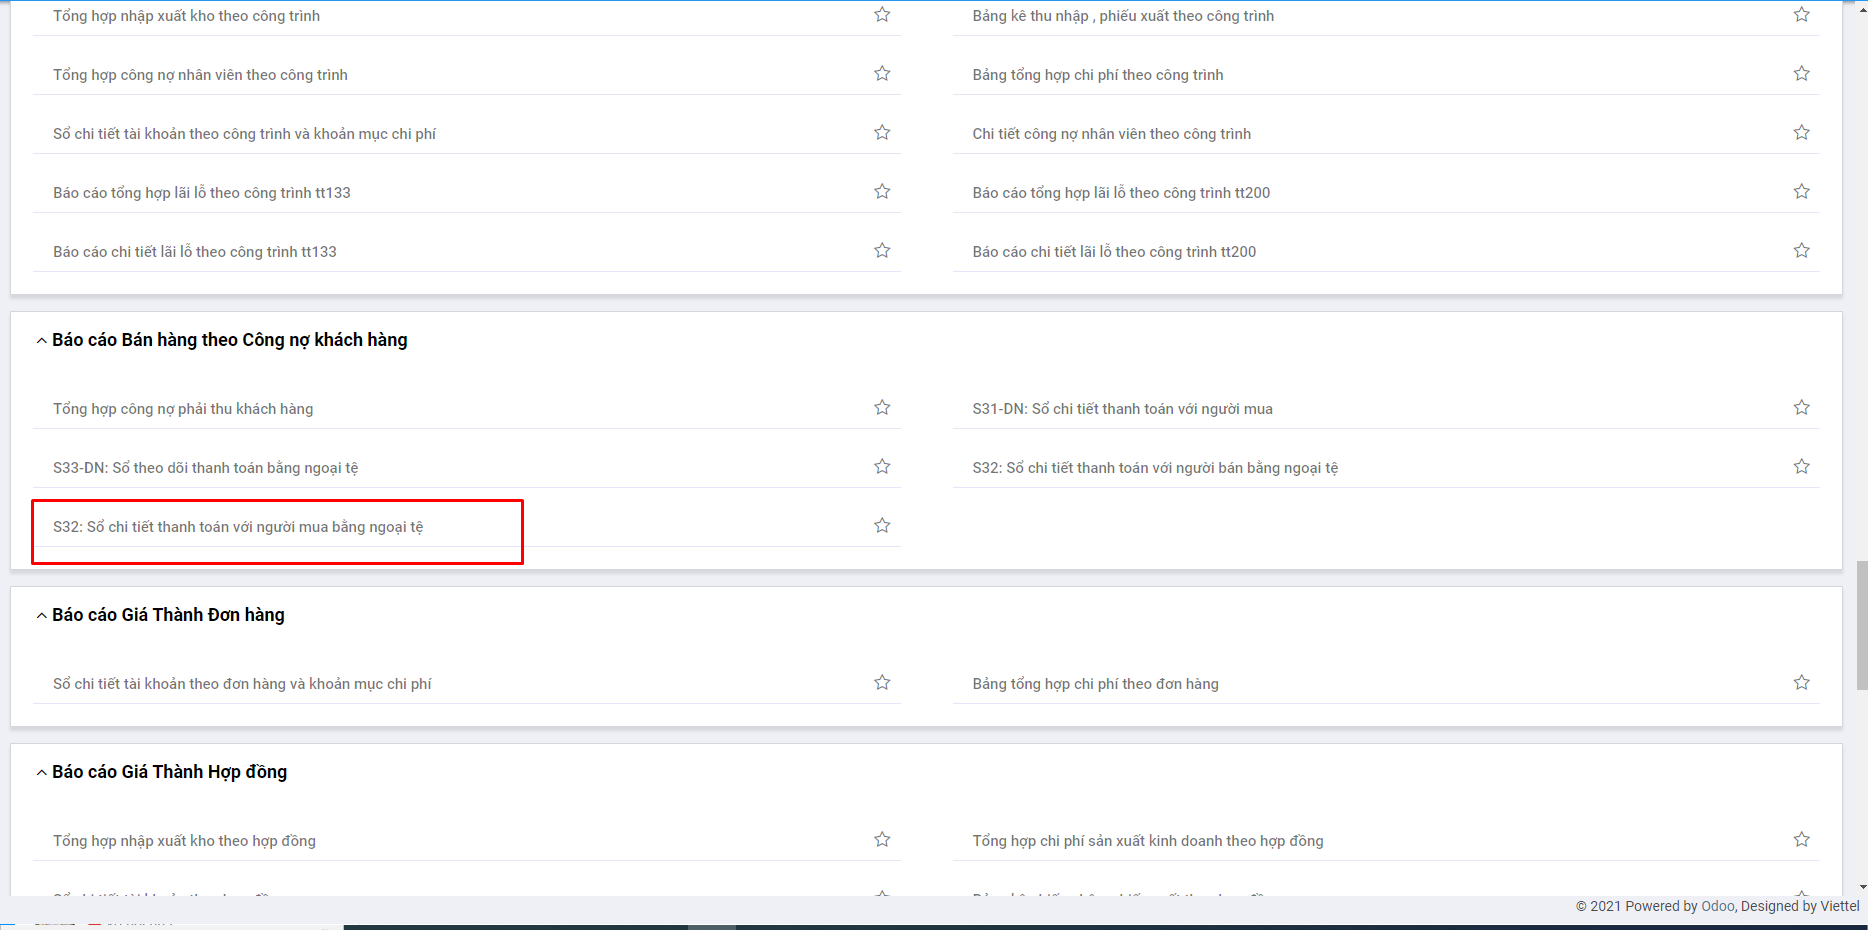 Tổng hợp nhập xuất kho theo công trình
Bảng kê thu nhập , phiếu xuất theo công trình
Tổng hợp công nợ nhân viên theo công trình
Bảng tổng hợp chi phí theo công trình
Sổ chi tiết tài khoản theo công trình và khoản mục chi phí
Chi tiết công nợ nhân viên theo công trình
Báo cáo tổng hợp lãi lỗ theo công trình tt133
Báo cáo tổng hợp lãi lỗ theo công trình tt200
Báo cáo chi tiết lãi lỗ theo công trình tt133
Báo cáo chi tiết lãi lỗ theo công trình tt200
Báo cáo Bán hàng theo Công nợ khách hàng
Tổng hợp công nợ phải thu khách hàng
S31-DN: Sổ chi tiết thanh toán với người mua
S33-DN: Sổ theo dõi thanh toán bằng ngoại tệ
S32: Sổ chi tiết thanh toán với người bán bằng ngoại tệ
S32: Sổ chi tiết thanh toán với người mua bằng ngoại tệ
Báo cáo Giá Thành Đơn hàng
Sổ chi tiết tài khoản theo đơn hàng và khoản mục chi phí
Bảng tổng hợp chi phí theo đơn hàng
Báo cáo Giá Thành Hợp đồng
Tổng hợp nhập xuất kho theo hợp đồng
Tổng hợp chi phí sản xuất kinh doanh theo hợp đồng
© 2021 Powered by Odoo, Designed by Viettel